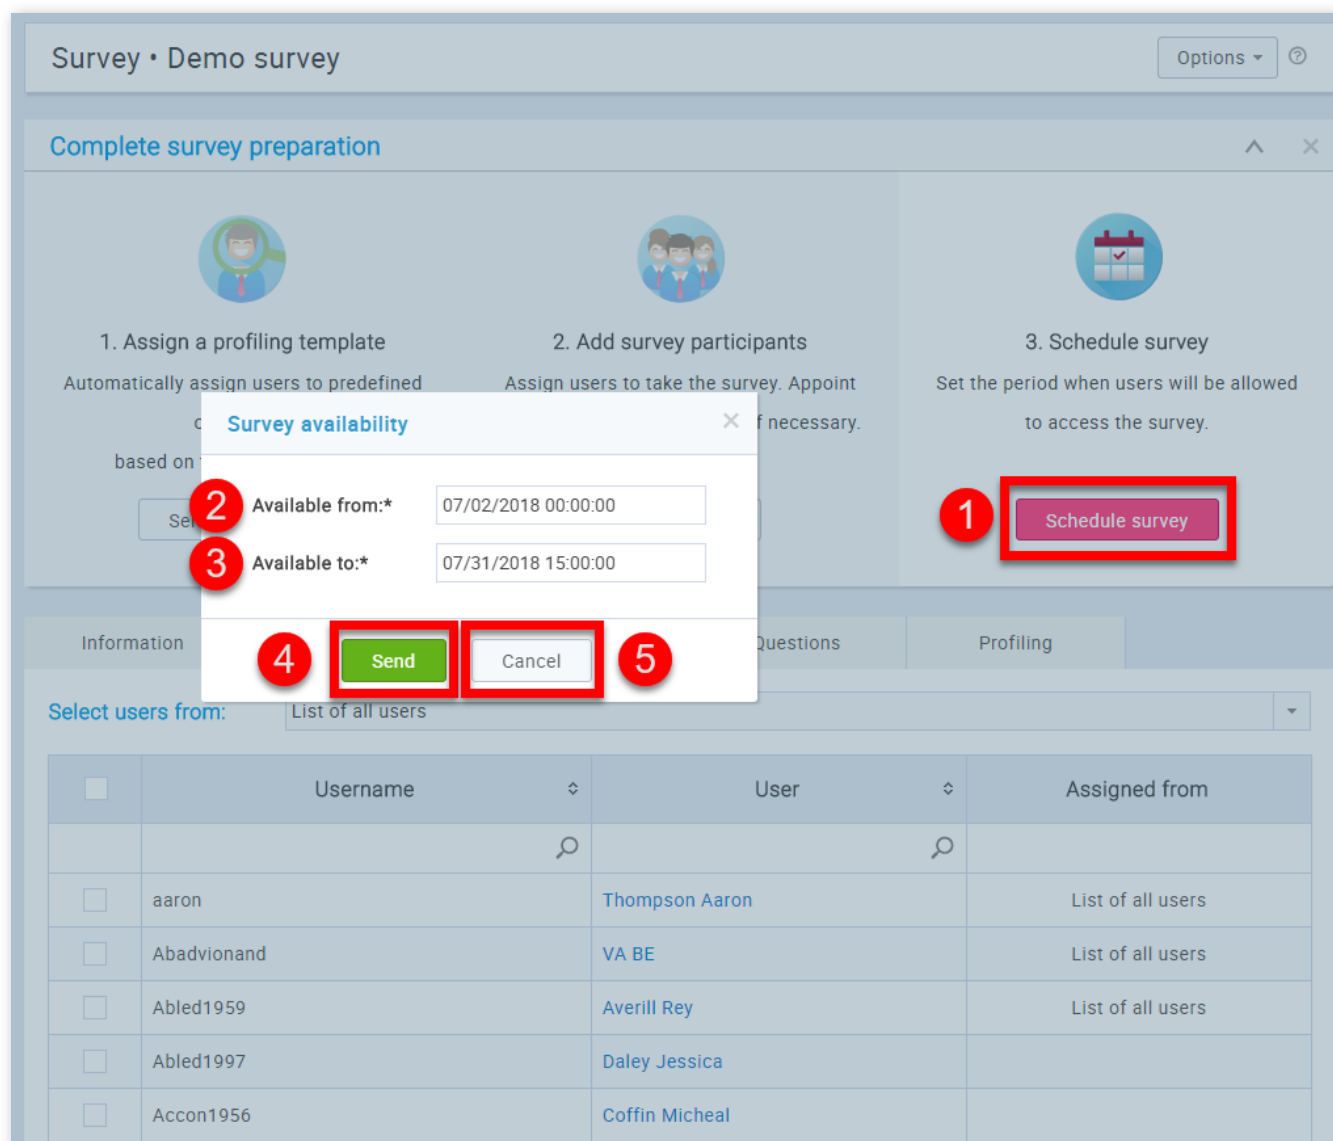 Survey • Demo survey
Options
Complete survey preparation
1. Assign a profiling template
Automatically assign users to predefined
based on
2. Add survey participants
Assign users to take the survey. Appoint
necessary.
3. Schedule survey
Set the period when users will be allowed
to access the survey.
1
Schedule survey
Survey availability
2
Available from:*
07/02/2018 00:00:00
3
Available to:*
07/31/2018 15:00:00
4
Send
Cancel
5
Information
Questions
Profiling
Select users from:
List of all users
Username
User
Assigned from
aaron
Thompson Aaron
List of all users
Abadvionand
VA BE
List of all users
Abled1959
Averill Rey
List of all users
Abled1997
Daley Jessica
Accon1956
Coffin Micheal